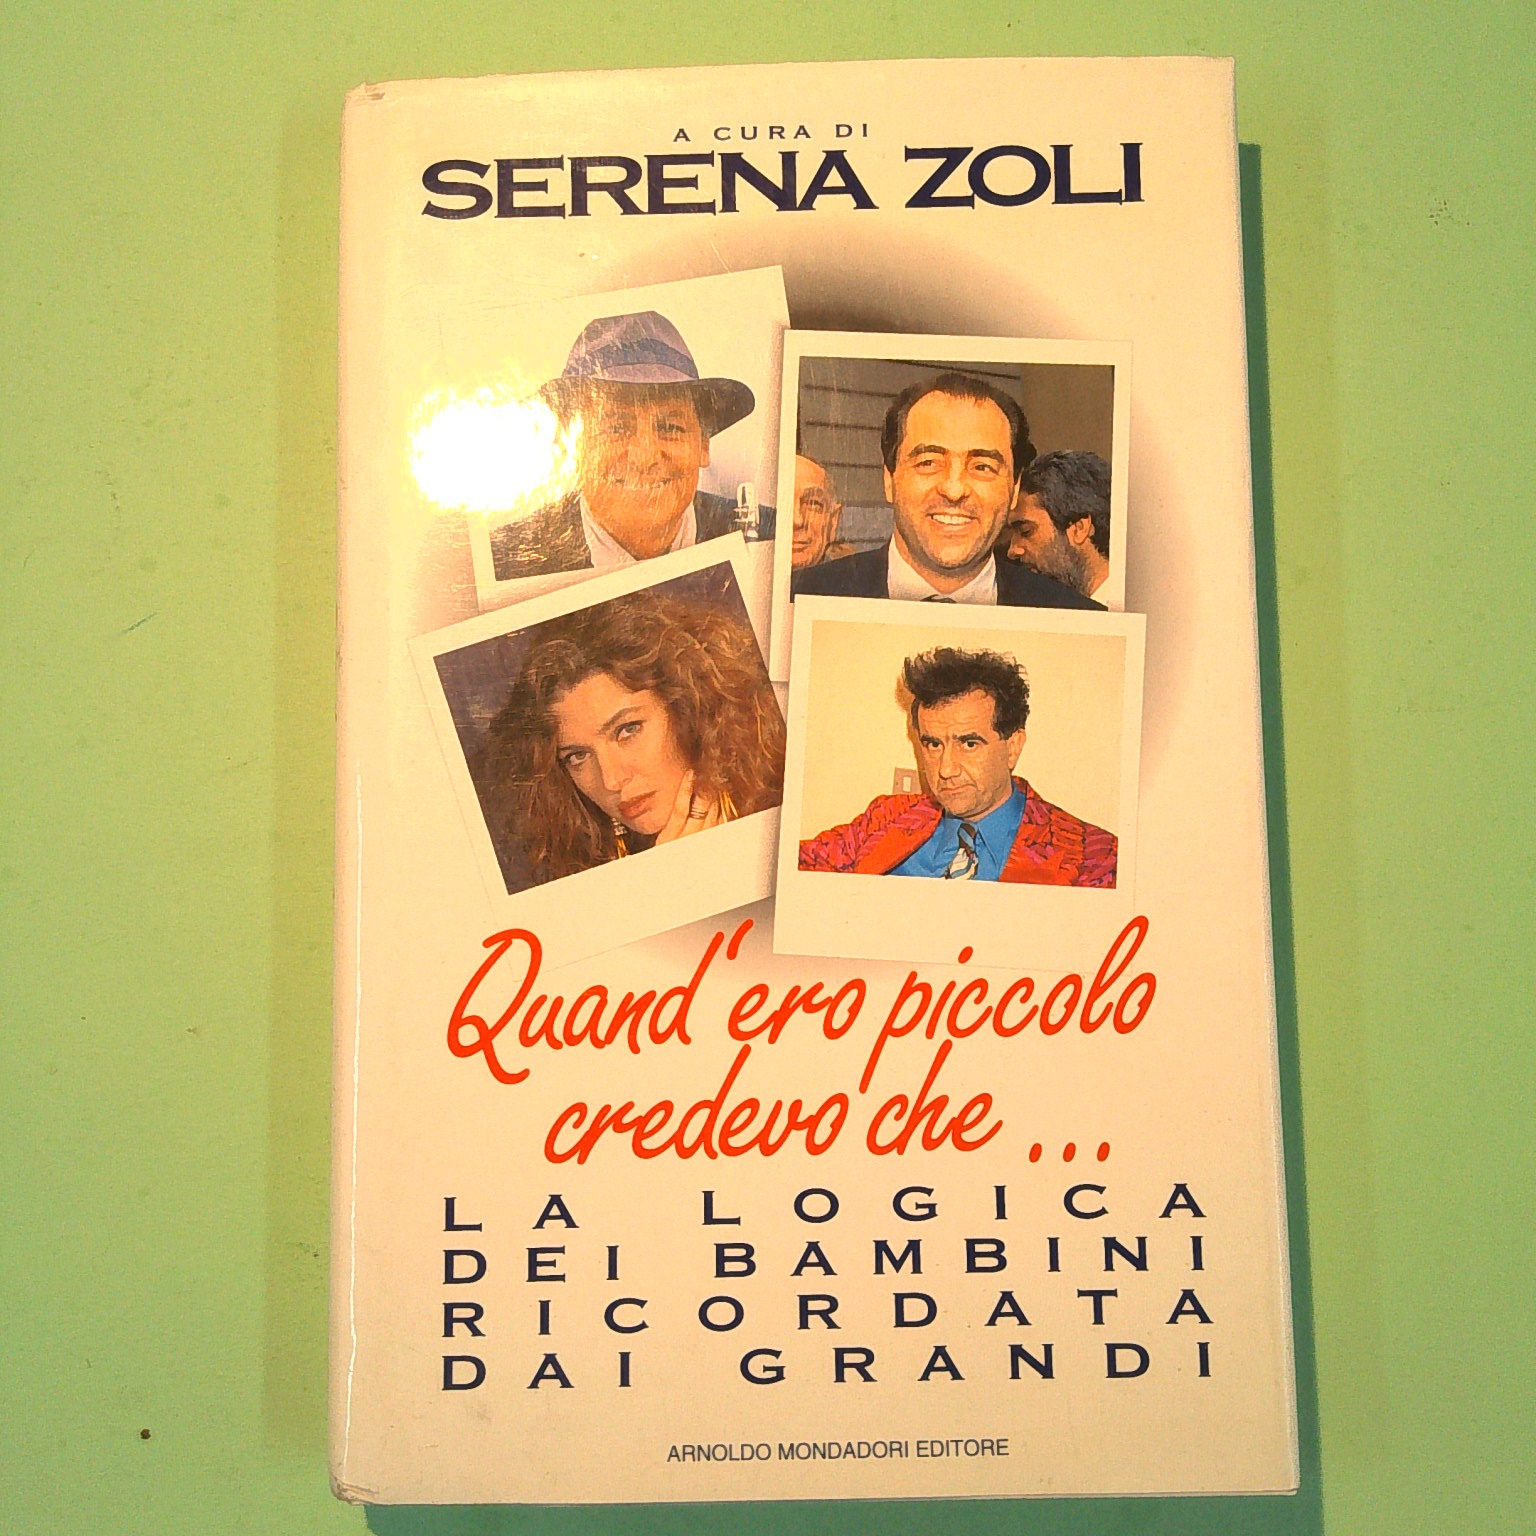 A CURA DI
SERENA ZOLI
Quand'ero piccolo
credevo che ...
LA LOGICA
DEI BAMBINI
RICORDATA
DAI GRANDI
ARNOLDO MONDADORI EDITORE